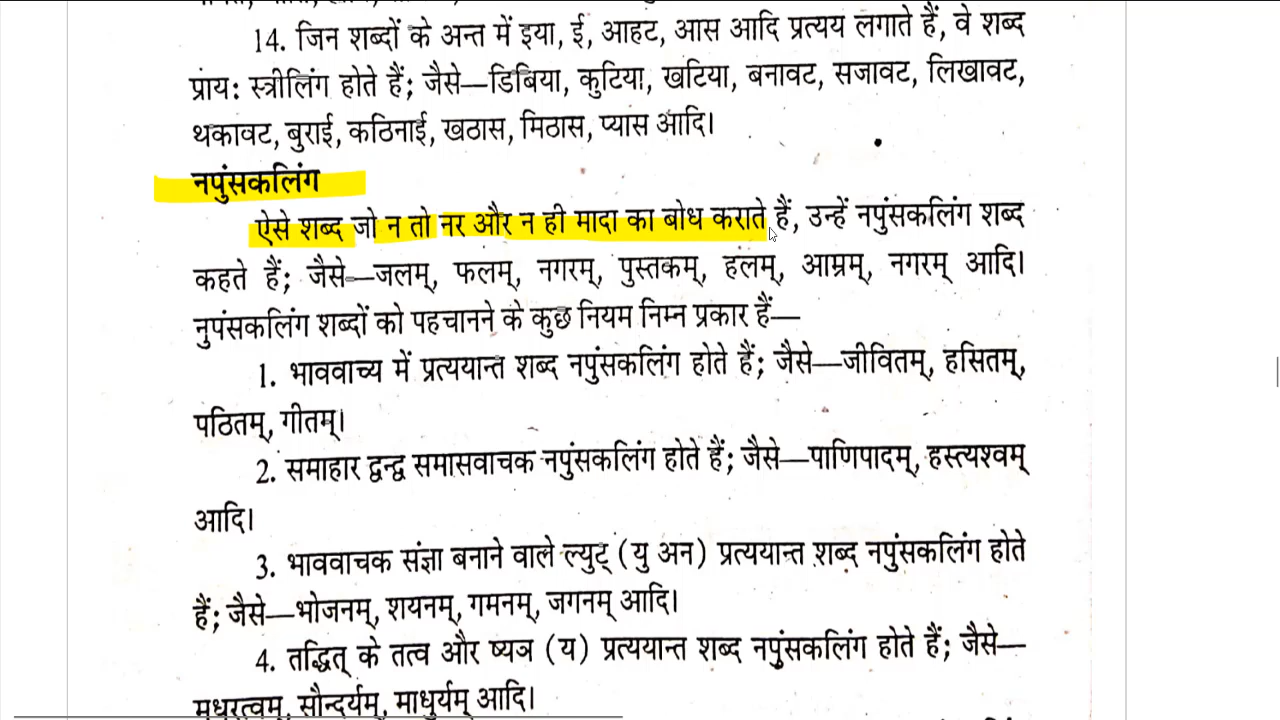 14. जिन शब्दों के अन्त में इया, ई, आहट, आस आदि प्रत्यय लगाते हैं, वे शब्द
प्राय: स्त्रीलिंग होते हैं; जैसे—डिबिया, कुटिया, खटिया, बनावट, सजावट, लिखावट,
थकावट, बुराई, कठिनाई, खठास, मिठास, प्यास आदि।
नपुंसकलिंग
ऐसे शब्द जो न तो नर और न ही मादा का बोध कराते हैं, उन्हें नपुंसकलिंग शब्द
कहते हैं; जैसे—जलम्, फलम्, नगरम्, पुस्तकम्, हलम्, आम्रम्, नगरम् आदि।
नुपंसकलिंग शब्दों को पहचानने के कुछ नियम निम्न प्रकार हैं—
1. भाववाच्य में प्रत्ययान्त शब्द नपुंसकलिंग होते हैं; जैसे—जीवितम्, हसितम्,
पठितम्, गीतम्।
2. समाहार द्वन्द्व समासवाचक नपुंसकलिंग होते हैं; जैसे—पाणिपादम्, हस्त्यश्वम्
आदि।
3. भाववाचक संज्ञा बनाने वाले ल्युट् (यु अन) प्रत्ययान्त शब्द नपुंसकलिंग होते
हैं; जैसे—भोजनम्, शयनम्, गमनम्, जगनम् आदि।
4. तद्धित् के तत्व और ष्यञ (य) प्रत्ययान्त शब्द नपुंसकलिंग होते हैं; जैसे—
मधुरत्वम्, सौन्दर्यम्, माधुर्यम् आदि।